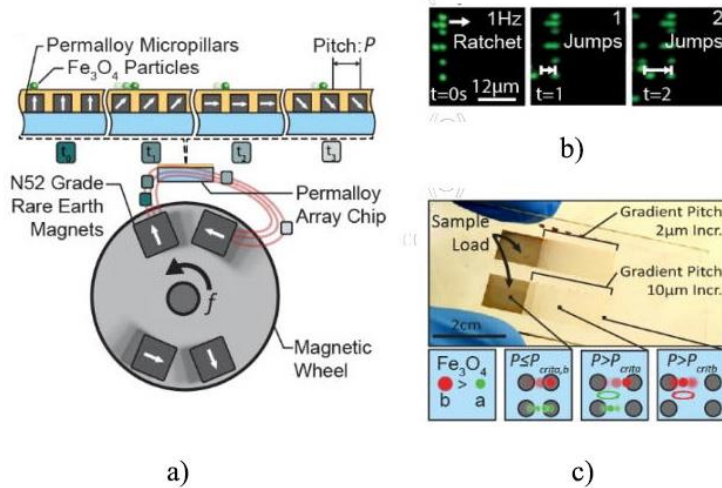 a)
Permalloy Micropillars
Fe3O4 Particles
Pitch: P
t0
t1
t2
t3
N52 Grade
Rare Earth
Magnets
Permalloy
Array Chip
f
Magnetic
Wheel
a)
b)
1Hz
Ratchet
t=0s
12µm
1
Jumps
t=1
2
Jumps
t=2
b)
c)
Sample
Load
Gradient Pitch
2µm Incr.
Gradient Pitch
10µm Incr.
2cm
Fe3O4
>
b a
P≤Pcrita,b
P>Pcrita
P>Pcritb
c)